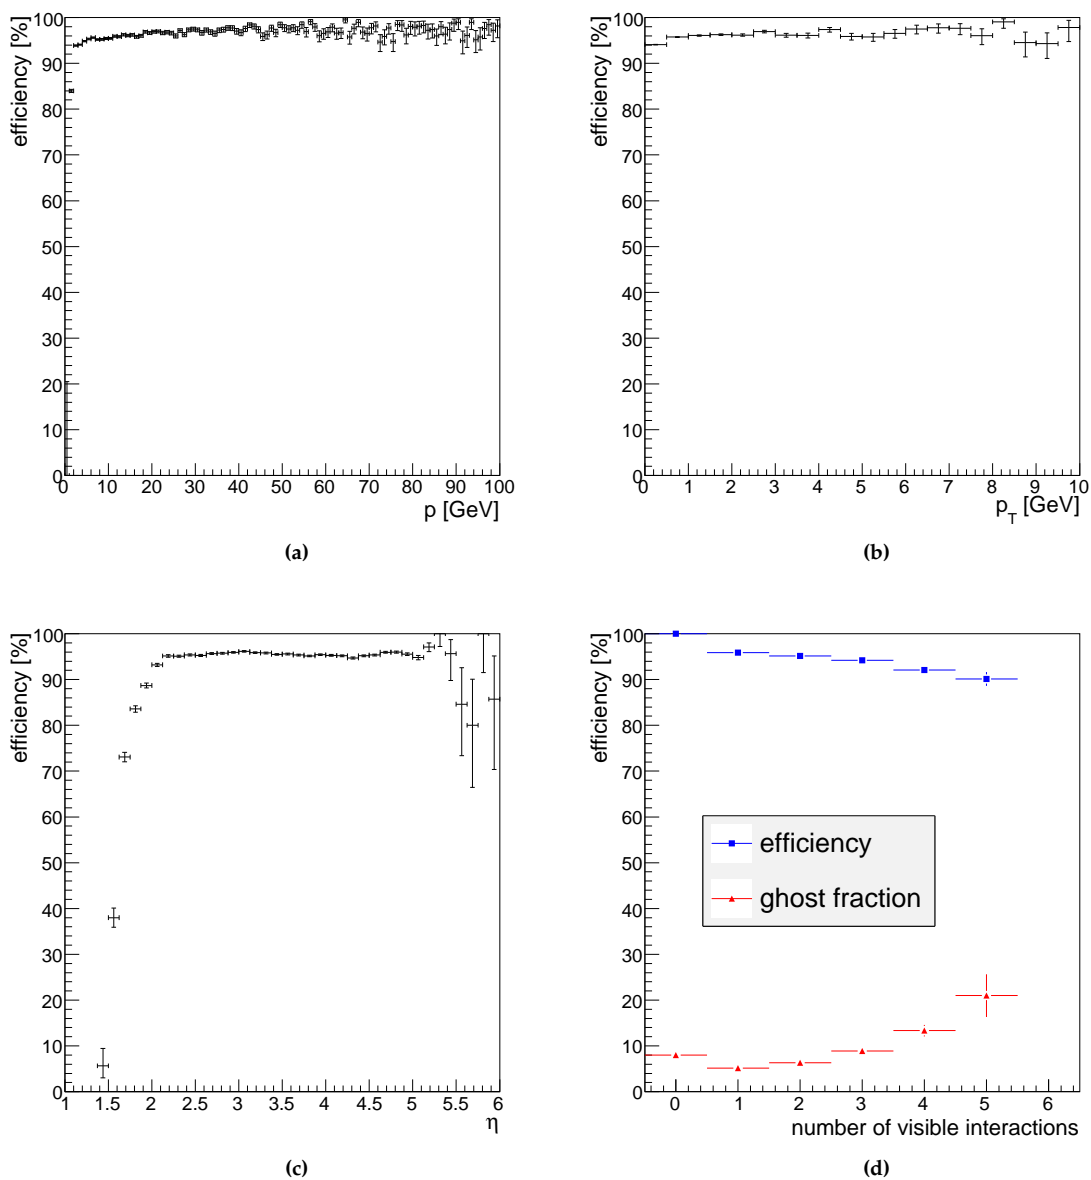 efficiency [%]
100
90
80
70
60
50
40
30
20
10
0
0 10 20 30 40 50 60 70 80 90 100
p [GeV]
(a)
efficiency [%]
100
90
80
70
60
50
40
30
20
10
0
0 1 2 3 4 5 6 7 8 9 10
p_T [GeV]
(b)
efficiency [%]
100
90
80
70
60
50
40
30
20
10
0
1 1.5 2 2.5 3 3.5 4 4.5 5 5.5 6
η
(c)
efficiency [%]
100
90
80
70
60
50
40
30
20
10
0
efficiency
ghost fraction
0 1 2 3 4 5 6
number of visible interactions
(d)